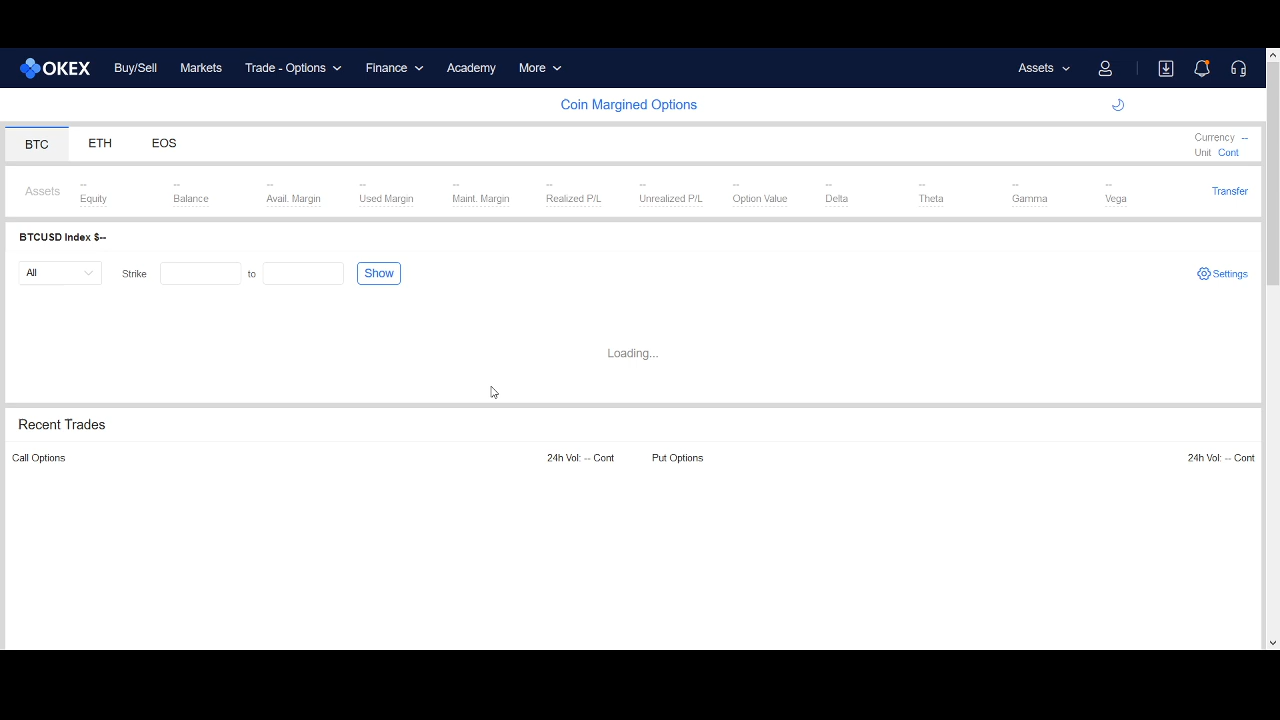 OKEX Buy/Sell Markets Trade - Options Finance Academy More Assets
Coin Margined Options
BTC ETH EOS
Currency --
Unit Cont
Assets
-- -- -- -- -- -- -- -- -- -- -- --
Equity Balance Avail. Margin Used Margin Maint. Margin Realized P/L Unrealized P/L Option Value Delta Theta Gamma Vega
Transfer
BTCUSD Index $--
All Strike to Show Settings
Loading...
Recent Trades
Call Options 24h Vol: -- Cont Put Options 24h Vol: -- Cont